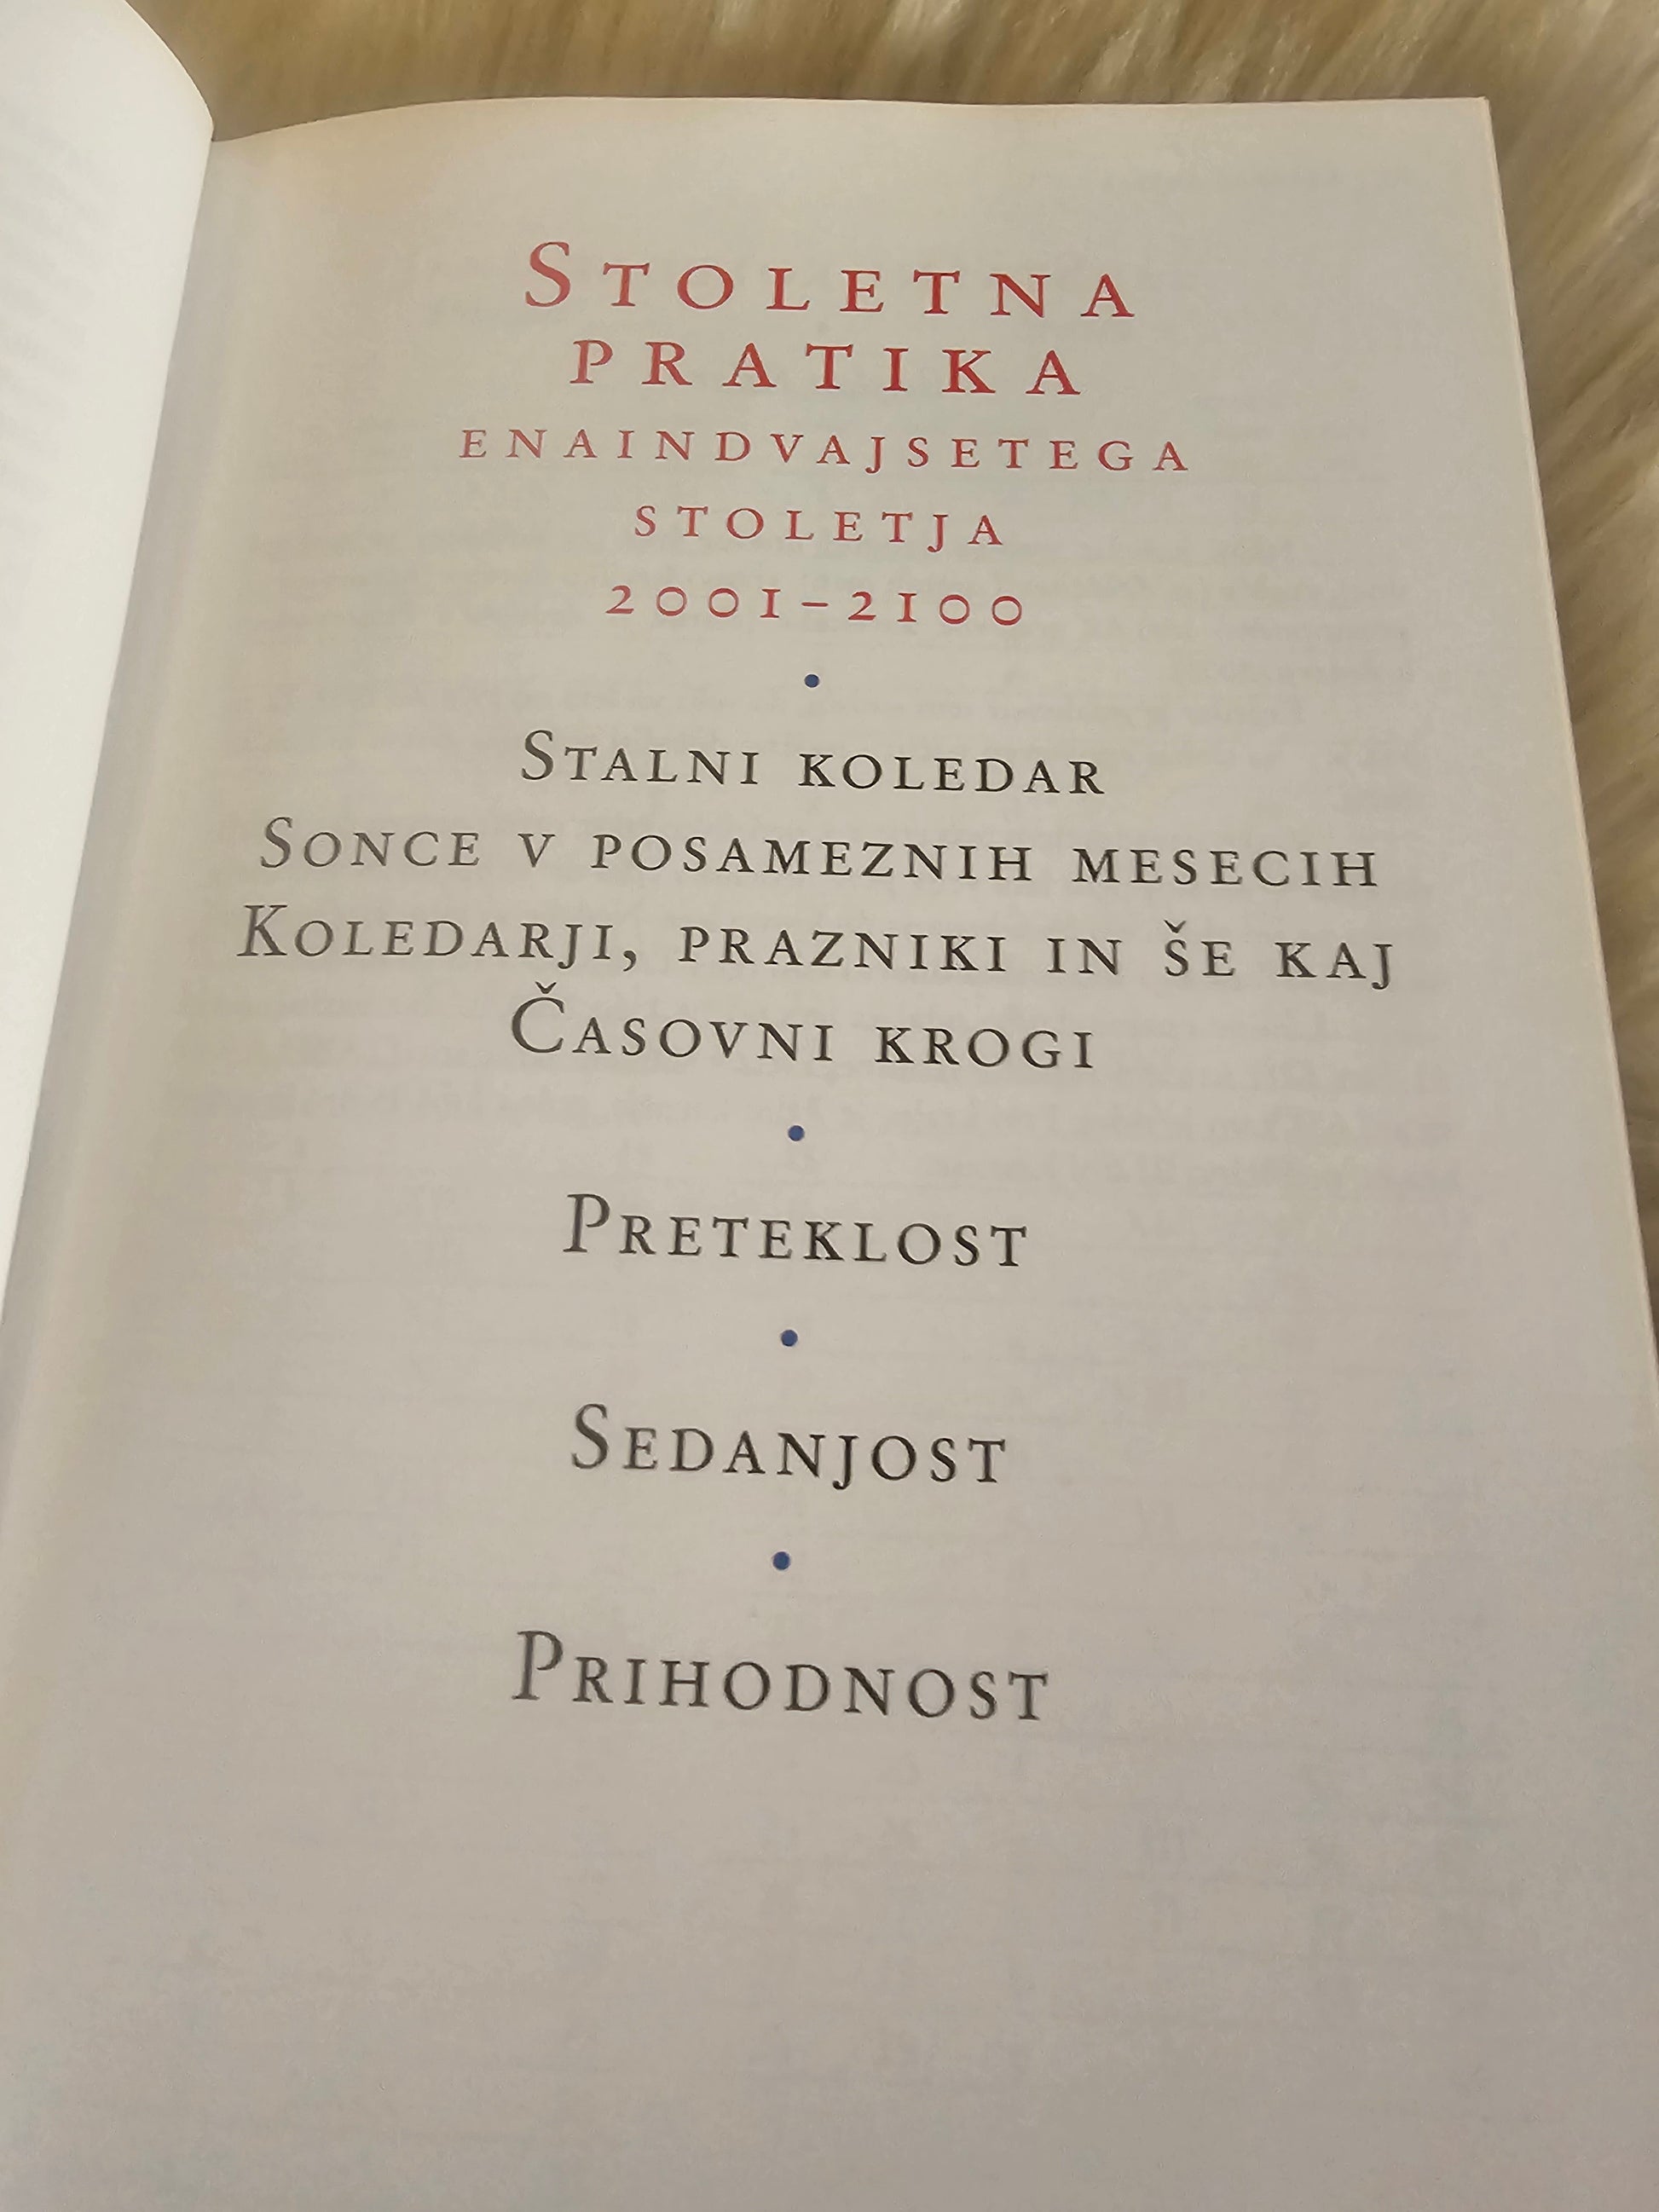 Stoletna
pratika
enaindvajsetega
stoletja
2001–2100
•
Stalni koledar
Sonce v posameznih mesecih
Koledarji, prazniki in še kaj
Časovni krogi
•
Preteklost
•
Sedanjost
•
Prihodnost